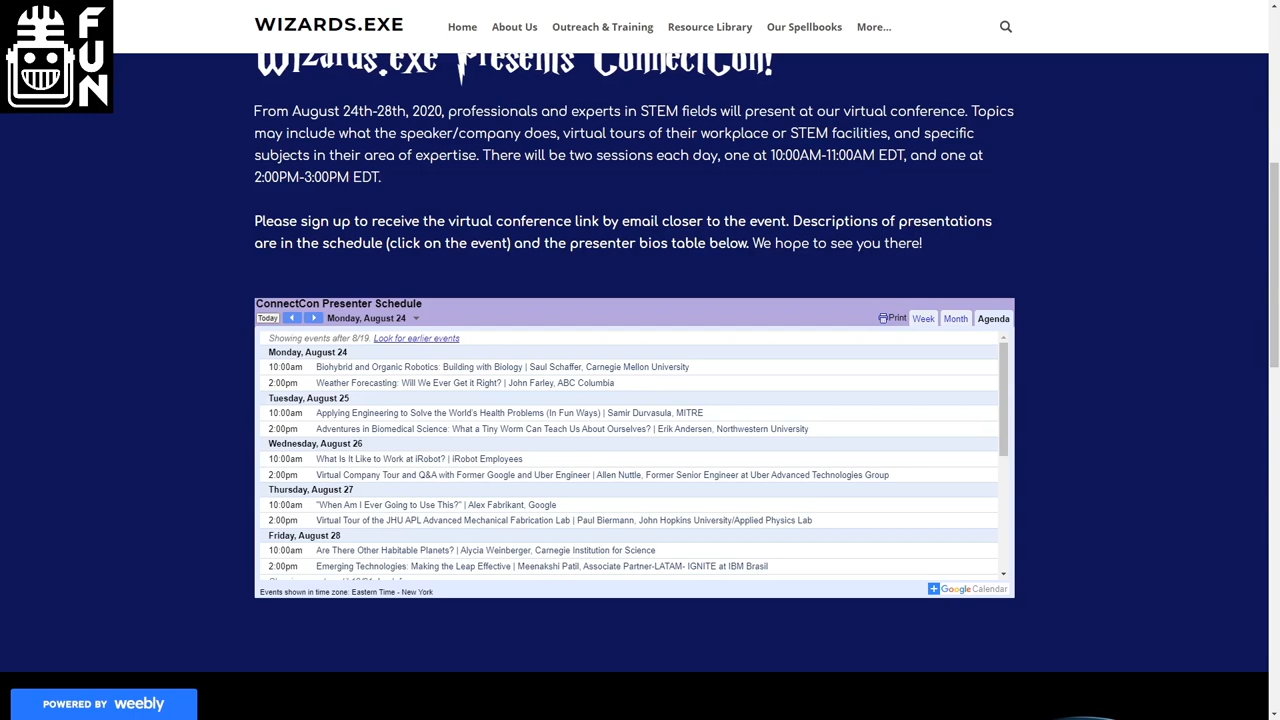 FUN
WIZARDS.EXE
Home About Us Outreach & Training Resource Library Our Spellbooks More...
Wizards.exe Presents ConnectCon!
From August 24th-28th, 2020, professionals and experts in STEM fields will present at our virtual conference. Topics
may include what the speaker/company does, virtual tours of their workplace or STEM facilities, and specific
subjects in their area of expertise. There will be two sessions each day, one at 10:00AM-11:00AM EDT, and one at
2:00PM-3:00PM EDT.
Please sign up to receive the virtual conference link by email closer to the event. Descriptions of presentations
are in the schedule (click on the event) and the presenter bios table below. We hope to see you there!
ConnectCon Presenter Schedule
Today Monday, August 24 Print Week Month Agenda
Showing events after 8/19. Look for earlier events
Monday, August 24
10:00am Biohybrid and Organic Robotics: Building with Biology | Saul Schaffer, Carnegie Mellon University
2:00pm Weather Forecasting: Will We Ever Get it Right? | John Farley, ABC Columbia
Tuesday, August 25
10:00am Applying Engineering to Solve the World's Health Problems (In Fun Ways) | Samir Durvasula, MITRE
2:00pm Adventures in Biomedical Science: What a Tiny Worm Can Teach Us About Ourselves? | Erik Andersen, Northwestern University
Wednesday, August 26
10:00am What Is It Like to Work at iRobot? | iRobot Employees
2:00pm Virtual Company Tour and Q&A with Former Google and Uber Engineer | Allen Nuttle, Former Senior Engineer at Uber Advanced Technologies Group
Thursday, August 27
10:00am "When Am I Ever Going to Use This?" | Alex Fabrikant, Google
2:00pm Virtual Tour of the JHU APL Advanced Mechanical Fabrication Lab | Paul Biermann, John Hopkins University/Applied Physics Lab
Friday, August 28
10:00am Are There Other Habitable Planets? | Alycia Weinberger, Carnegie Institution for Science
2:00pm Emerging Technologies: Making the Leap Effective | Meenakshi Patil, Associate Partner-LATAM- IGNITE at IBM Brasil
Events shown in time zone: Eastern Time - New York
Google Calendar
POWERED BY weebly